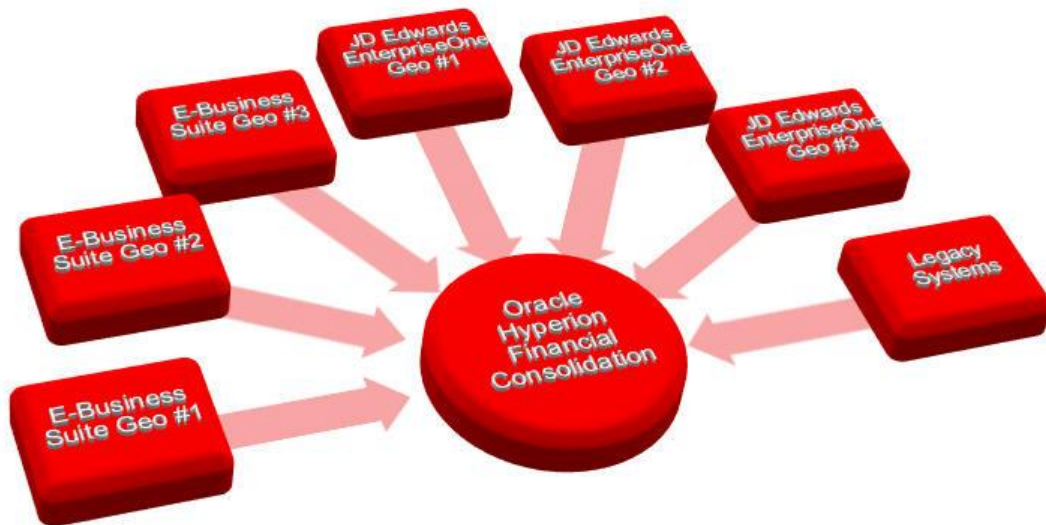 JD Edwards
EnterpriseOne
Geo #1
JD Edwards
EnterpriseOne
Geo #2
E-Business
Suite Geo #3
JD Edwards
EnterpriseOne
Geo #3
E-Business
Suite Geo #2
Legacy
Systems
Oracle
Hyperion
Financial
Consolidation
E-Business
Suite Geo #1